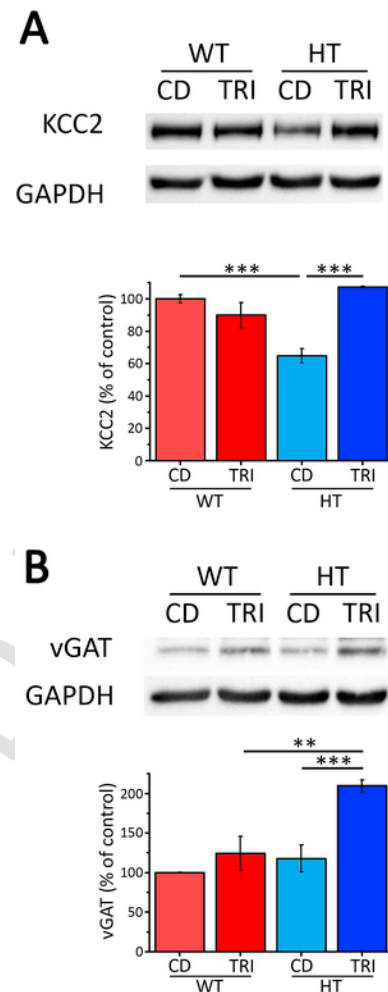 A
WT HT
CD TRI CD TRI
KCC2
GAPDH
*** ***
100
80
60
40
20
0
KCC2 (% of control)
CD TRI CD TRI
WT HT
B
WT HT
CD TRI CD TRI
vGAT
GAPDH
**
***
200
150
100
50
0
vGAT (% of control)
CD TRI CD TRI
WT HT